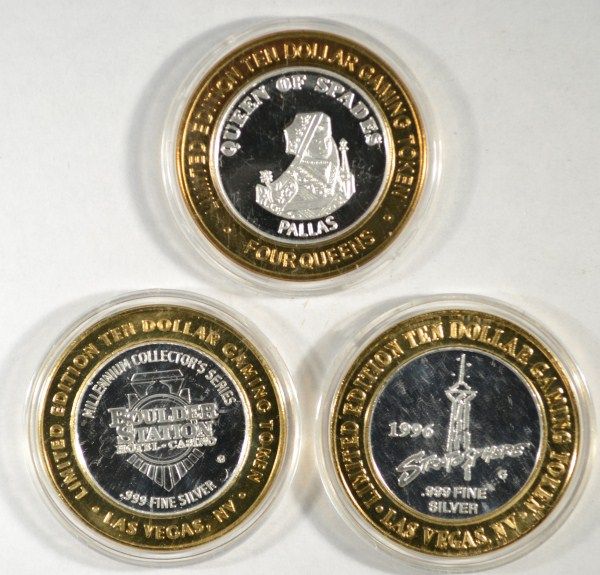 LIMITED EDITION TEN DOLLAR GAMING TOKEN
QUEEN OF SPADES
PALLAS
• FOUR QUEENS •
LIMITED EDITION TEN DOLLAR GAMING TOKEN
MILLENNIUM COLLECTOR'S SERIES
BOULDER
STATION
HOTEL • CASINO
.999 FINE SILVER
• LAS VEGAS, NV •
LIMITED EDITION TEN DOLLAR GAMING TOKEN
1996
Stratosphere
.999 FINE
SILVER
• LAS VEGAS, NV •